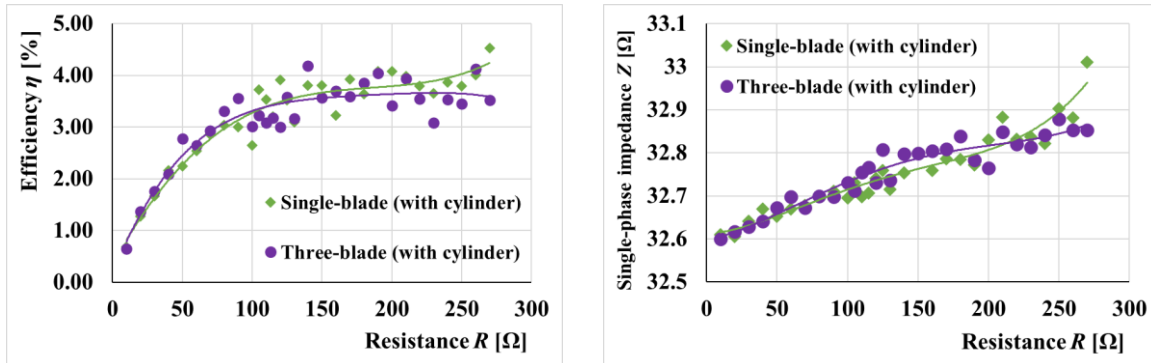 5.00
4.00
3.00
2.00
1.00
0.00
Efficiency η [%]
Single-blade (with cylinder)
Three-blade (with cylinder)
0 50 100 150 200 250 300
Resistance R [Ω]
33.1
33
32.9
32.8
32.7
32.6
32.5
Single-phase impedance Z [Ω]
Single-blade (with cylinder)
Three-blade (with cylinder)
0 50 100 150 200 250 300
Resistance R [Ω]